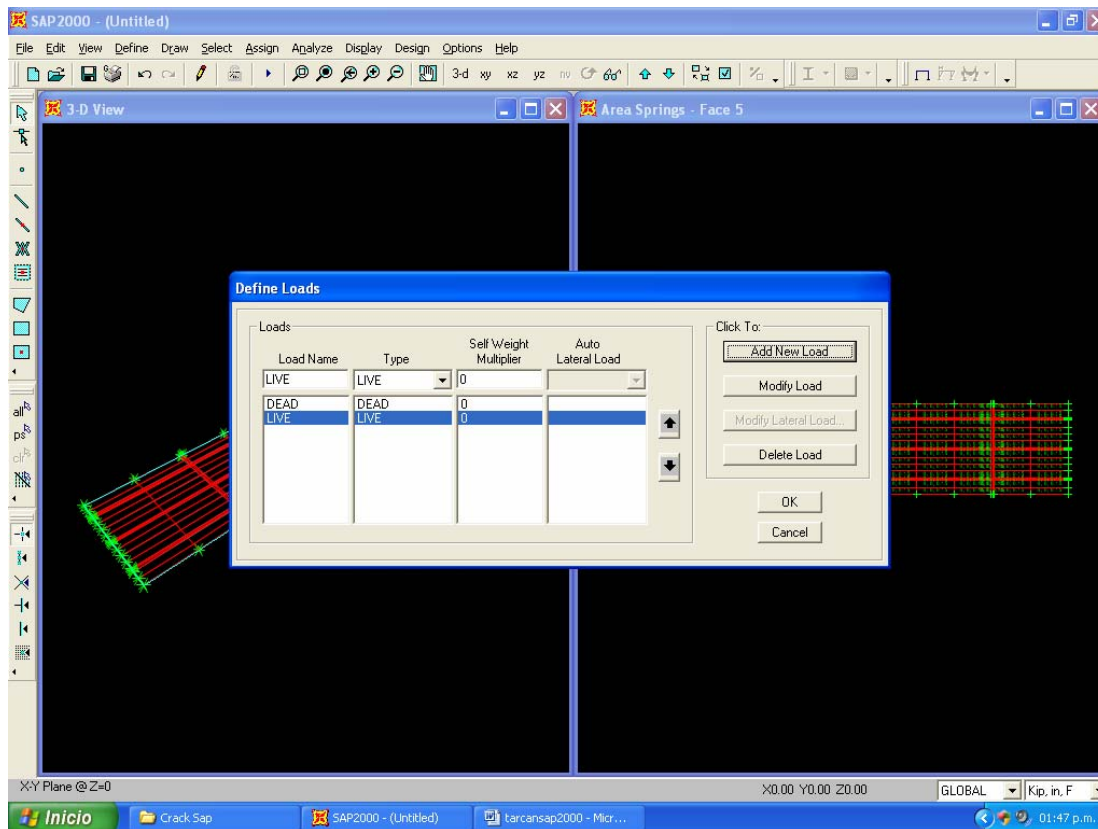 SAP2000 - (Untitled)
File Edit View Define Draw Select Assign Analyze Display Design Options Help
3-d xy xz yz nv
3-D View
Area Springs - Face 5
Define Loads
Loads
Click To:
Load Name Type Self Weight Multiplier Auto Lateral Load
LIVE LIVE 0
DEAD DEAD 0
LIVE LIVE 0
Add New Load
Modify Load
Modify Lateral Load...
Delete Load
OK
Cancel
all
ps
clr
X-Y Plane @ Z=0
X0.00 Y0.00 Z0.00
GLOBAL
Kip, in, F
Inicio
Crack Sap
SAP2000 - (Untitled)
tarcansap2000 - Micr...
01:47 p.m.